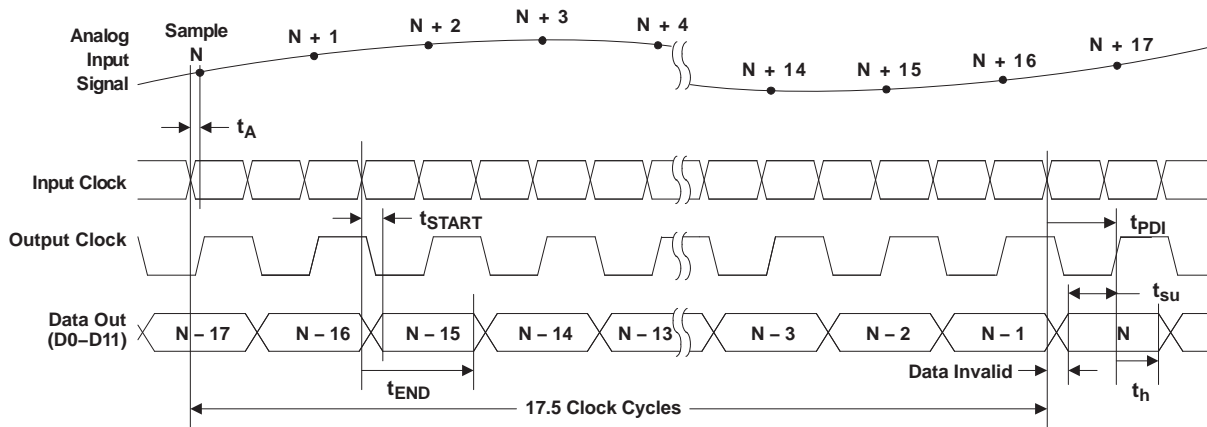 Analog
Input
Signal
Sample
N
N + 1
N + 2
N + 3
N + 4
N + 14
N + 15
N + 16
N + 17
tA
Input Clock
tSTART
Output Clock
tPDI
tsu
Data Out
(D0–D11)
N – 17
N – 16
N – 15
N – 14
N – 13
N – 3
N – 2
N – 1
N
Data Invalid
tEND
th
17.5 Clock Cycles